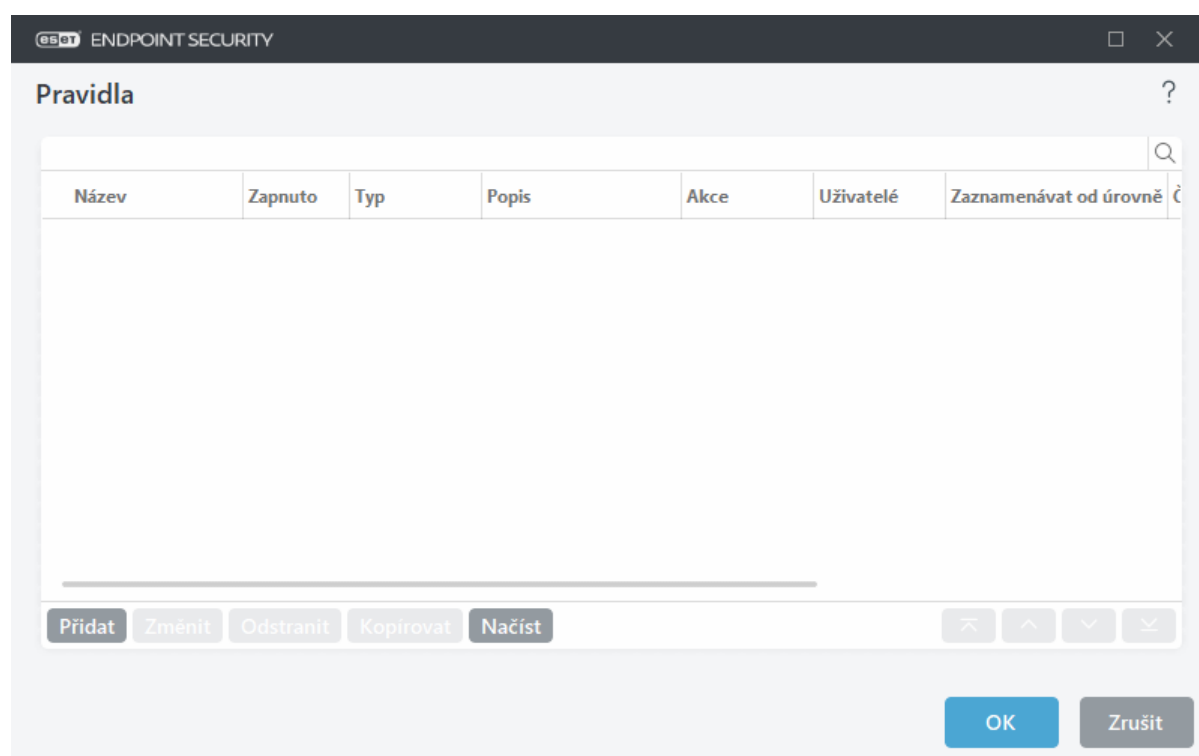 eset ENDPOINT SECURITY
Pravidla ?
Název Zapnuto Typ Popis Akce Uživatelé Zaznamenávat od úrovně Č
Přidat Změnit Odstranit Kopírovat Načíst
OK Zrušit